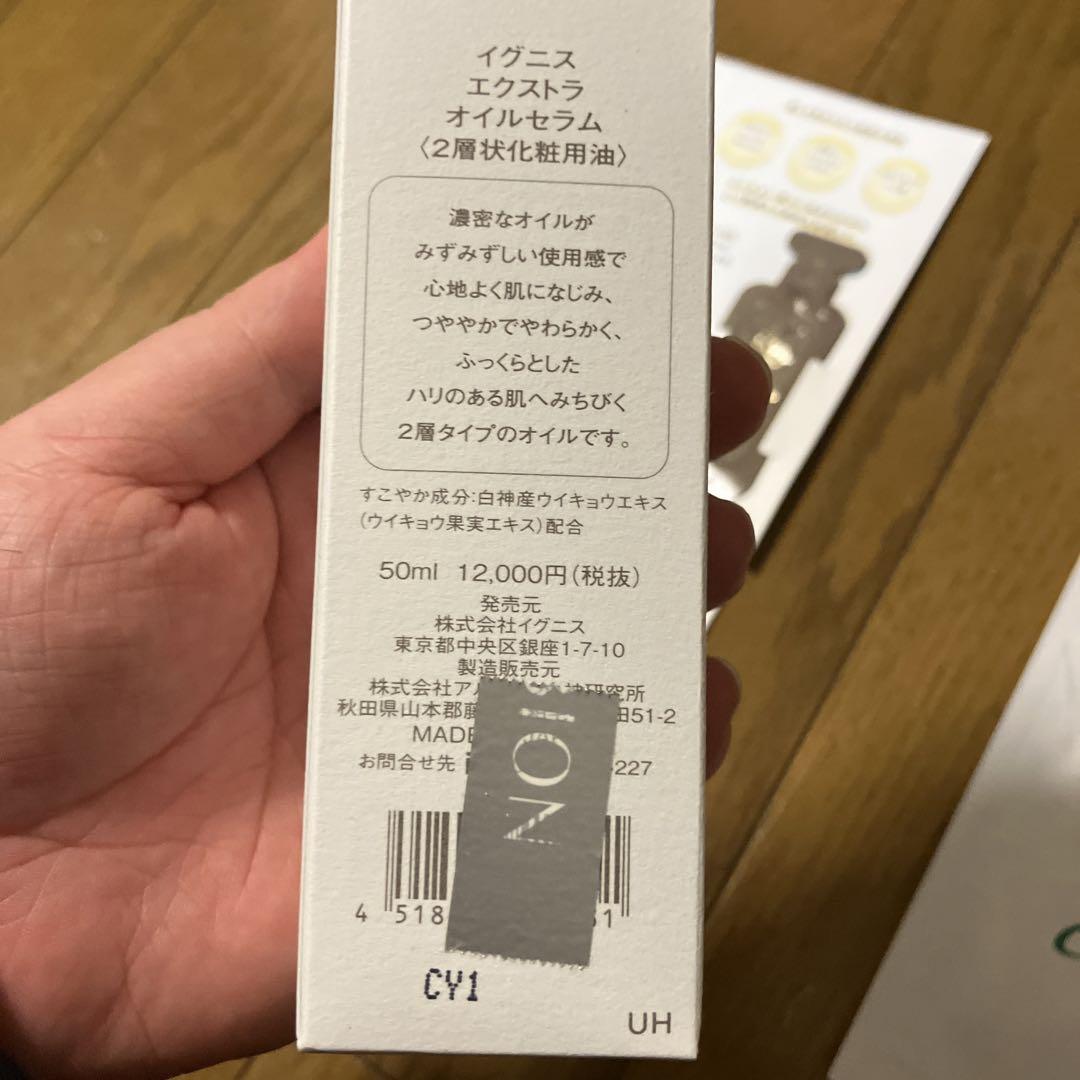 イグニス
エクストラ
オイルセラム
〈2層状化粧用油〉
濃密なオイルが
みずみずしい使用感で
心地よく肌になじみ、
つややかでやわらかく、
ふっくらとした
ハリのある肌へみちびく
2層タイプのオイルです。
すこやか成分:白神産ウイキョウエキス
(ウイキョウ果実エキス)配合
50ml 12,000円(税抜)
発売元
株式会社イグニス
東京都中央区銀座1-7-10
製造販売元
株式会社ア 研究所
秋田県山本郡藤 田51-2
MADE
お問合せ先 227
NOiS
4 518 51
CY1
UH